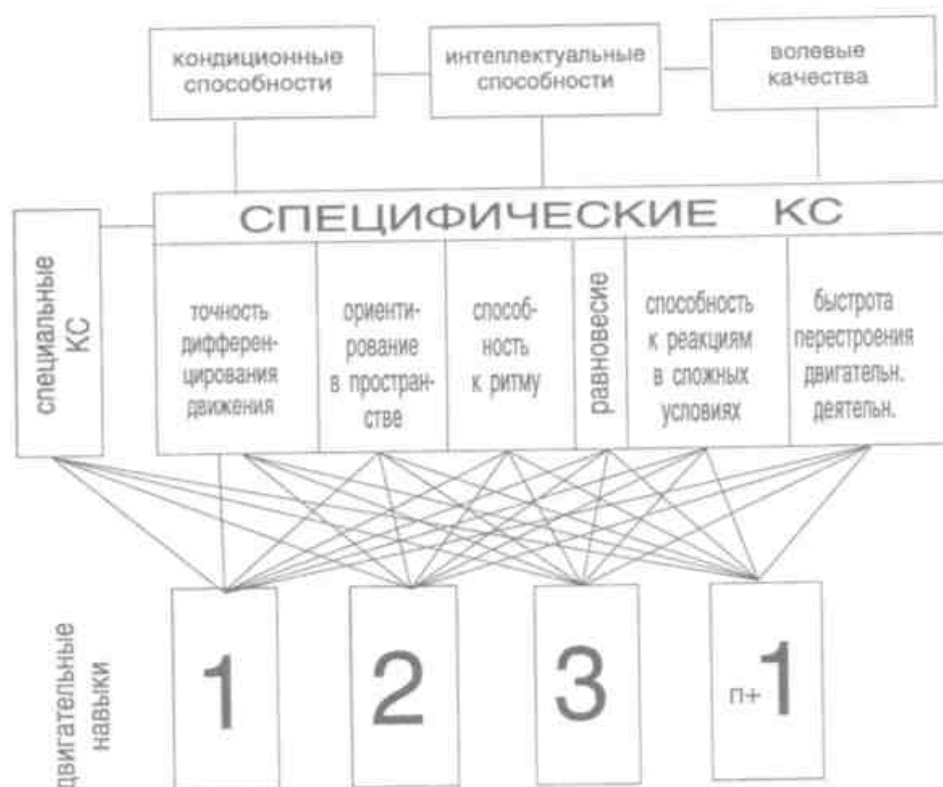 кондиционные
способности
интеллектуальные
способности
волевые
качества
СПЕЦИФИЧЕСКИЕ КС
специальные
КС
точность
дифферен-
цирования
движения
ориенти-
рование
в простран-
стве
способ-
ность
к ритму
равновесие
способность
к реакциям
в сложных
условиях
быстрота
перестроения
двигательн.
деятельн.
двигательные
навыки
1
2
3
п+1